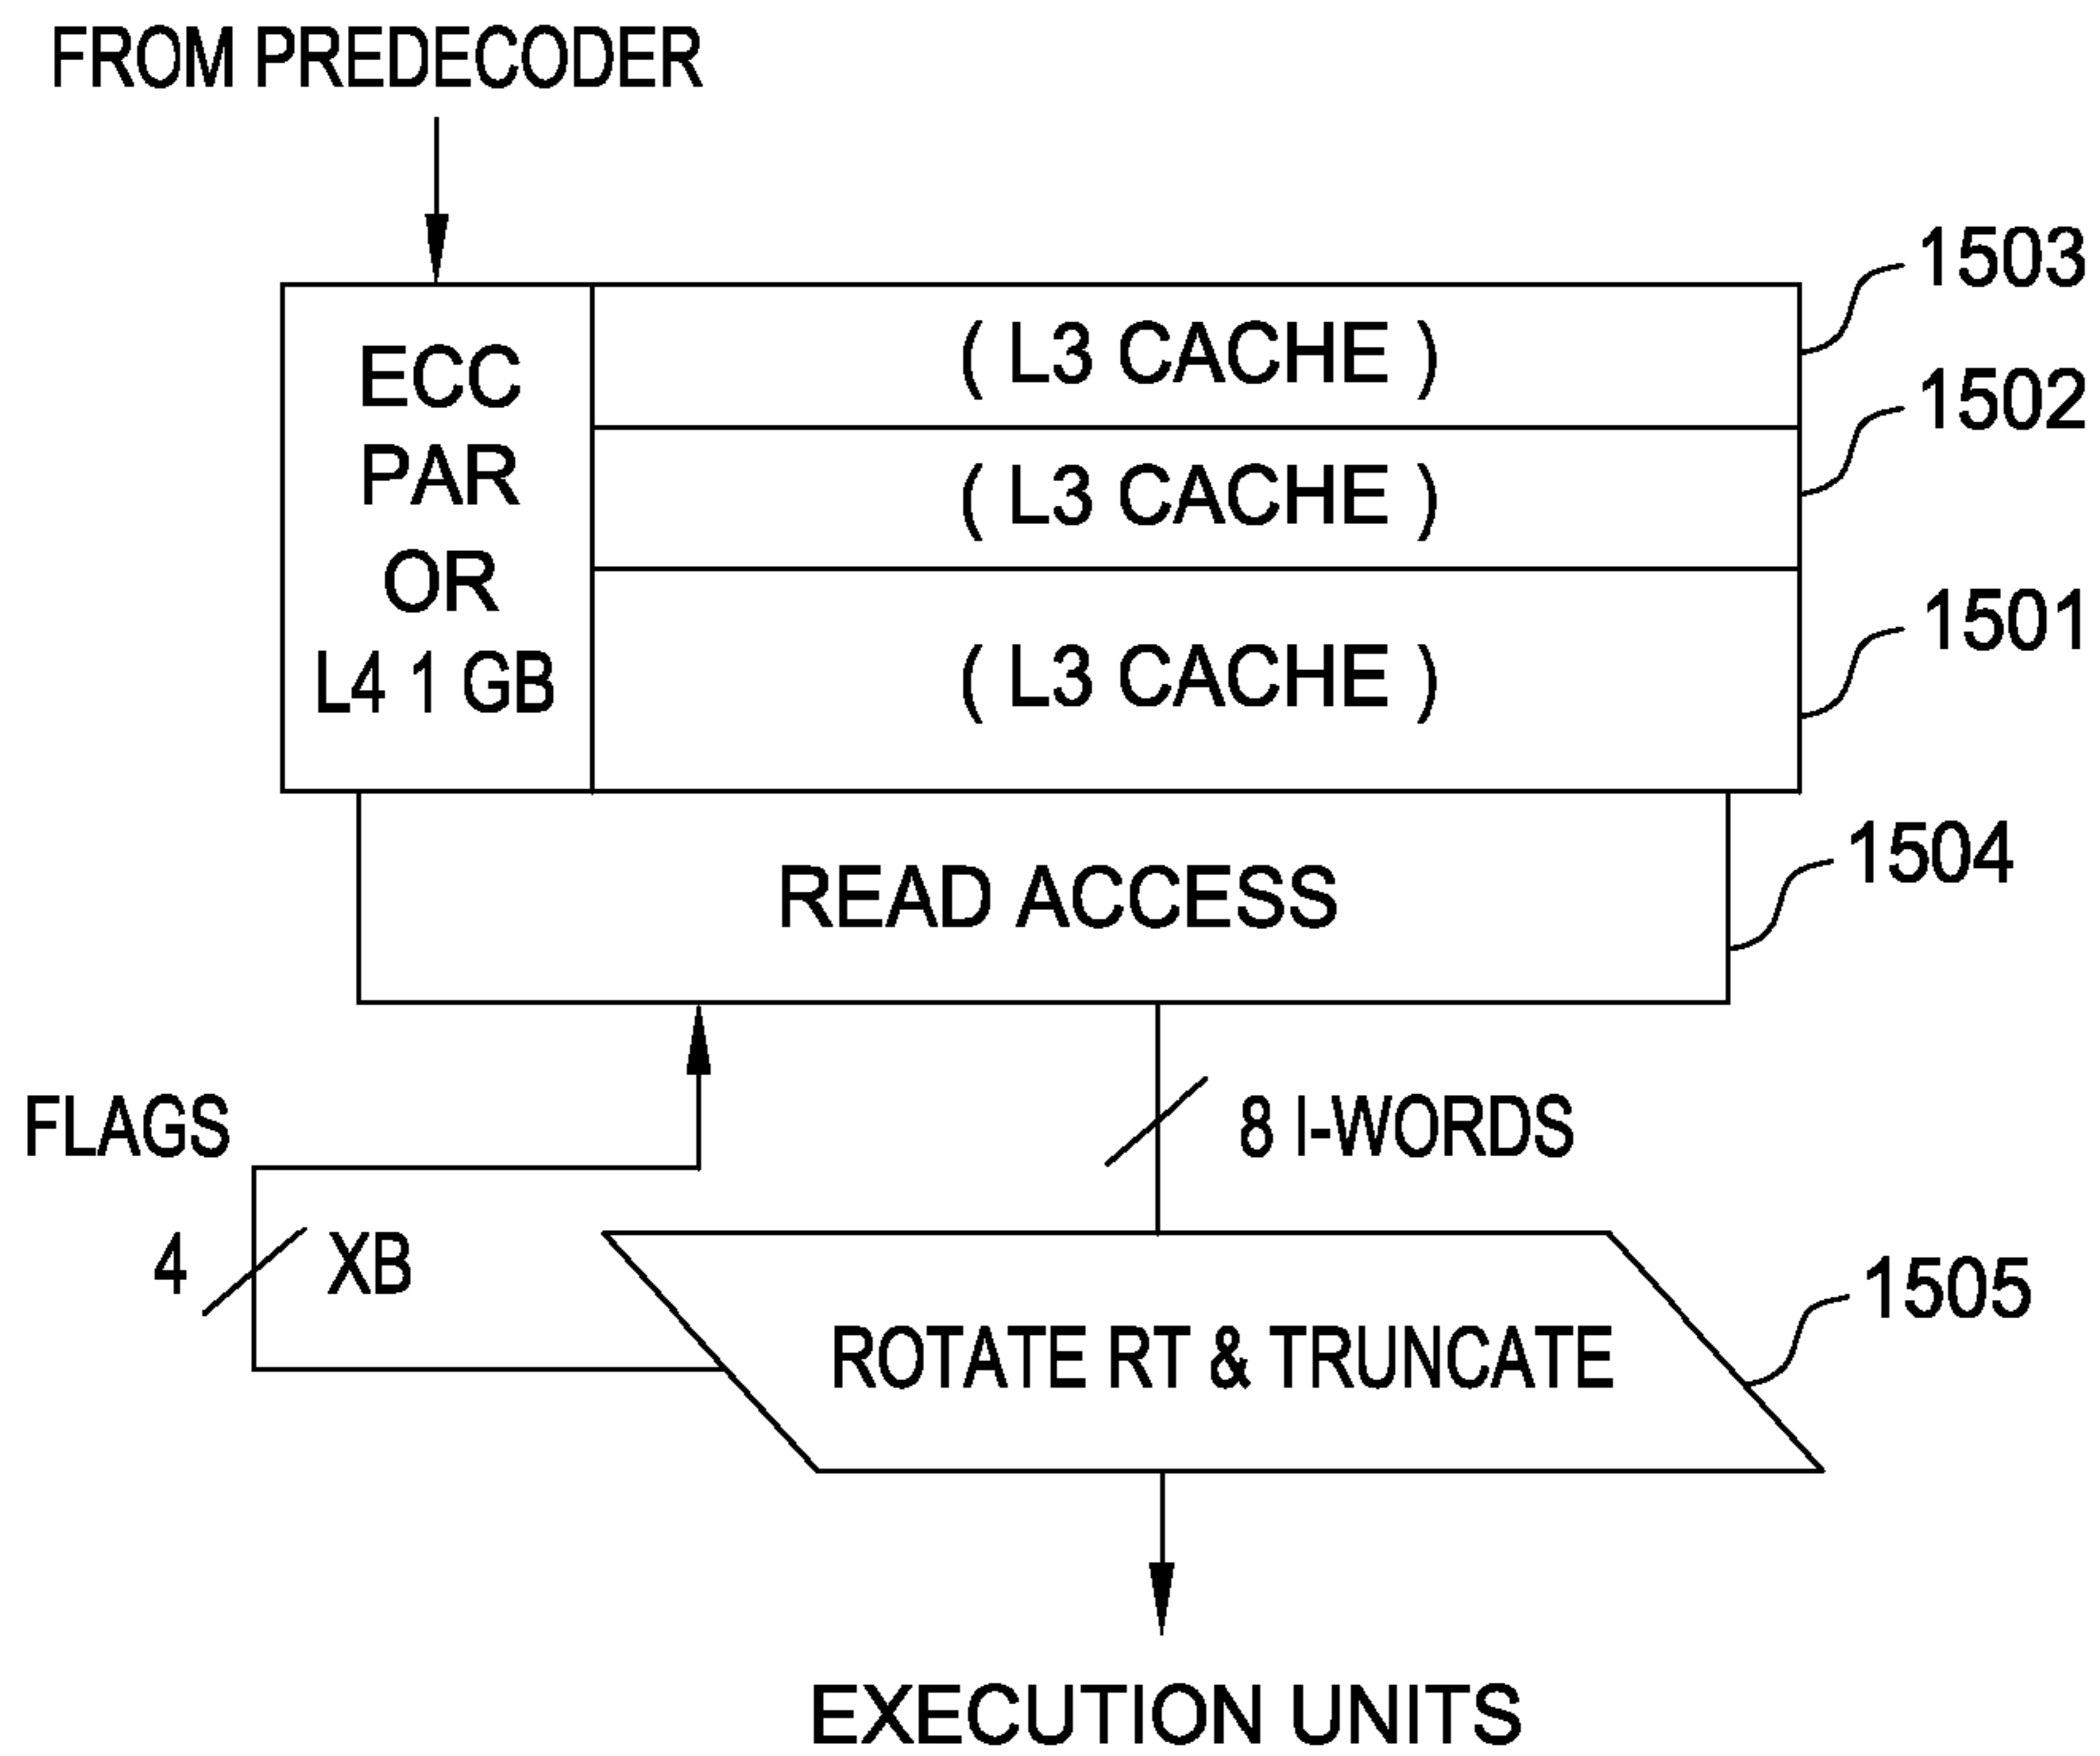 FROM PREDECODER
1503
( L3 CACHE )
ECC
1502
( L3 CACHE )
PAR
OR
1501
( L3 CACHE )
L4 1 GB
1504
READ ACCESS
FLAGS
8 I-WORDS
4
XB
1505
ROTATE RT & TRUNCATE
EXECUTION UNITS